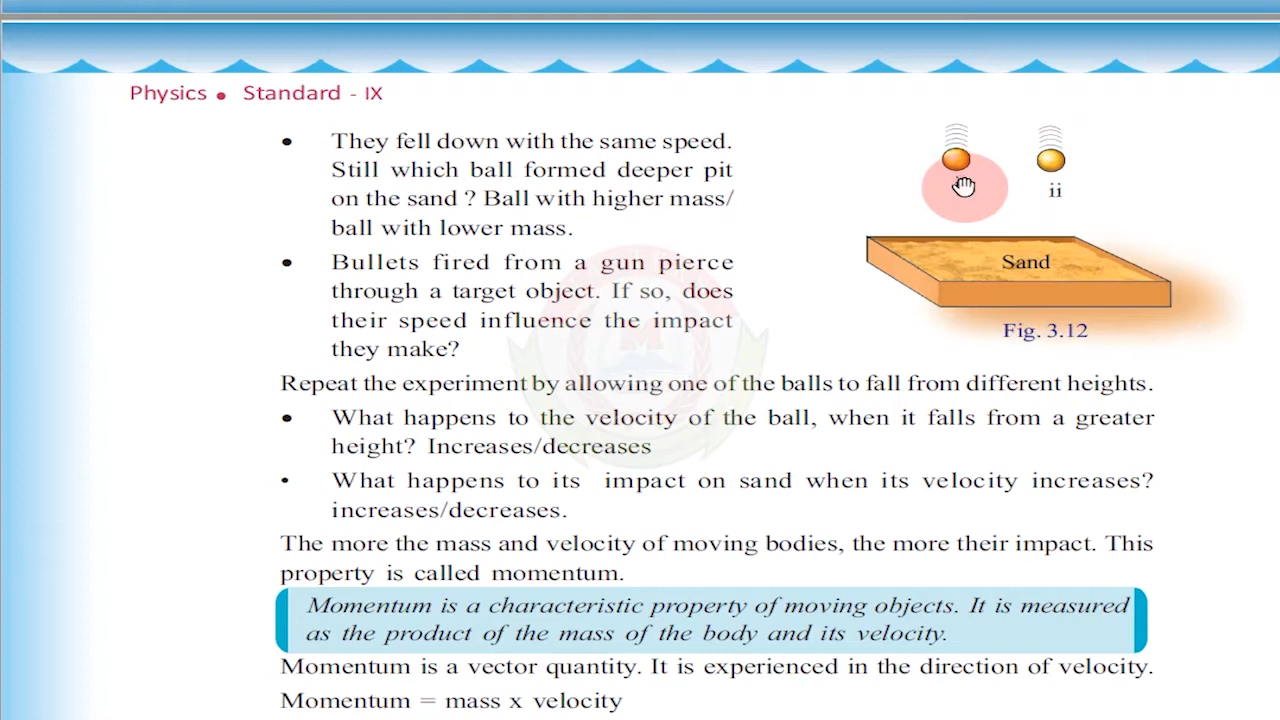 Physics • Standard - IX
• They fell down with the same speed.
Still which ball formed deeper pit
on the sand ? Ball with higher mass/
ball with lower mass.
• Bullets fired from a gun pierce
through a target object. If so, does
their speed influence the impact
they make?
ii
Sand
Fig. 3.12
Repeat the experiment by allowing one of the balls to fall from different heights.
• What happens to the velocity of the ball, when it falls from a greater
height? Increases/decreases
• What happens to its impact on sand when its velocity increases?
increases/decreases.
The more the mass and velocity of moving bodies, the more their impact. This
property is called momentum.
Momentum is a characteristic property of moving objects. It is measured
as the product of the mass of the body and its velocity.
Momentum is a vector quantity. It is experienced in the direction of velocity.
Momentum = mass x velocity